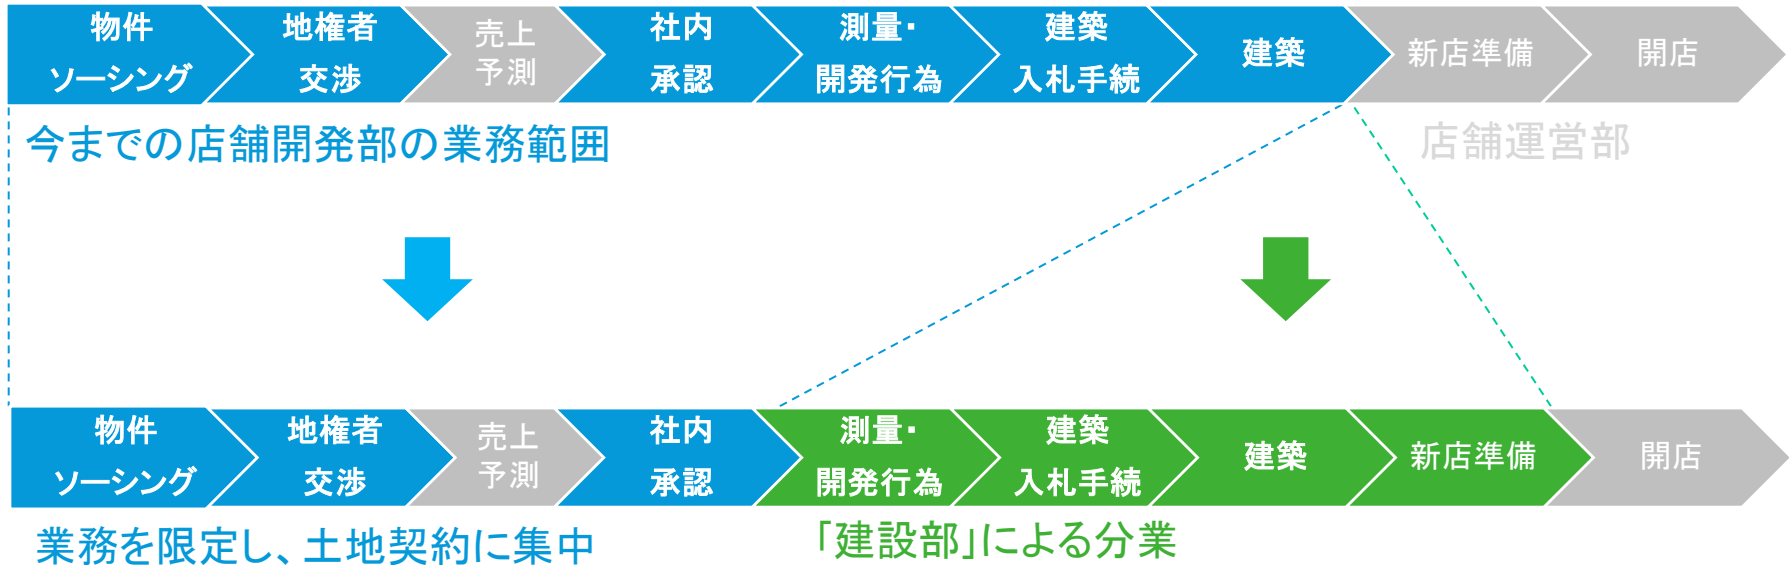 物件
ソーシング
地権者
交渉
売上
予測
社内
承認
測量・
開発行為
建築
入札手続
建築
新店準備
開店
今までの店舗開発部の業務範囲
店舗運営部
物件
ソーシング
地権者
交渉
売上
予測
社内
承認
測量・
開発行為
建築
入札手続
建築
新店準備
開店
業務を限定し、土地契約に集中
「建設部」による分業